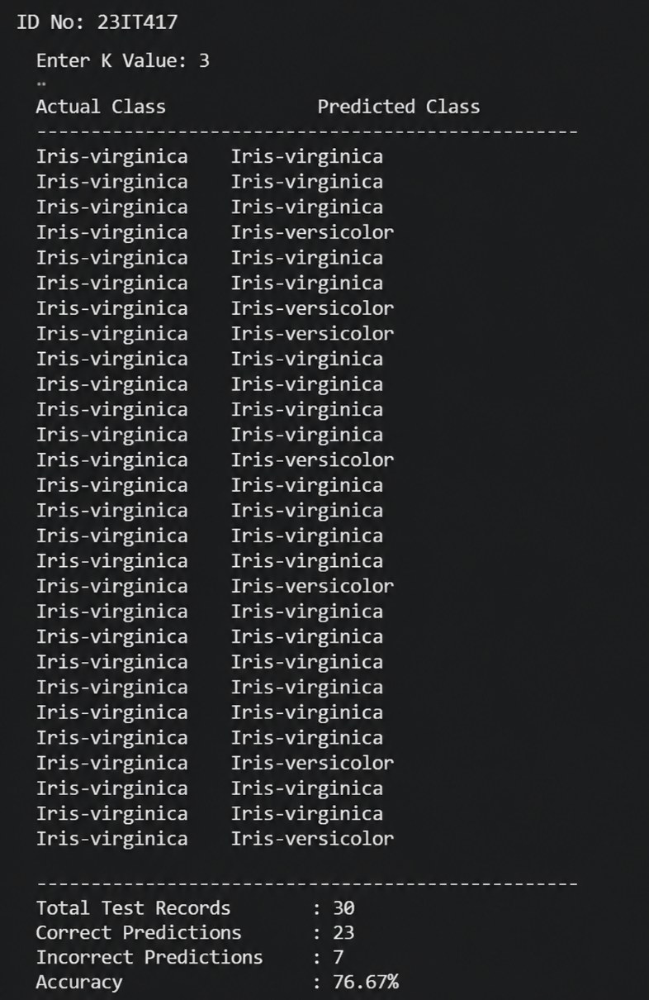 ID No: 23IT417
Enter K Value: 3
..
Actual Class Predicted Class
--------------------------------------------------
Iris-virginica Iris-virginica
Iris-virginica Iris-virginica
Iris-virginica Iris-virginica
Iris-virginica Iris-versicolor
Iris-virginica Iris-virginica
Iris-virginica Iris-virginica
Iris-virginica Iris-versicolor
Iris-virginica Iris-versicolor
Iris-virginica Iris-virginica
Iris-virginica Iris-virginica
Iris-virginica Iris-virginica
Iris-virginica Iris-virginica
Iris-virginica Iris-versicolor
Iris-virginica Iris-virginica
Iris-virginica Iris-virginica
Iris-virginica Iris-virginica
Iris-virginica Iris-virginica
Iris-virginica Iris-versicolor
Iris-virginica Iris-virginica
Iris-virginica Iris-virginica
Iris-virginica Iris-virginica
Iris-virginica Iris-virginica
Iris-virginica Iris-virginica
Iris-virginica Iris-virginica
Iris-virginica Iris-versicolor
Iris-virginica Iris-virginica
Iris-virginica Iris-virginica
Iris-virginica Iris-versicolor
--------------------------------------------------
Total Test Records : 30
Correct Predictions : 23
Incorrect Predictions : 7
Accuracy : 76.67%